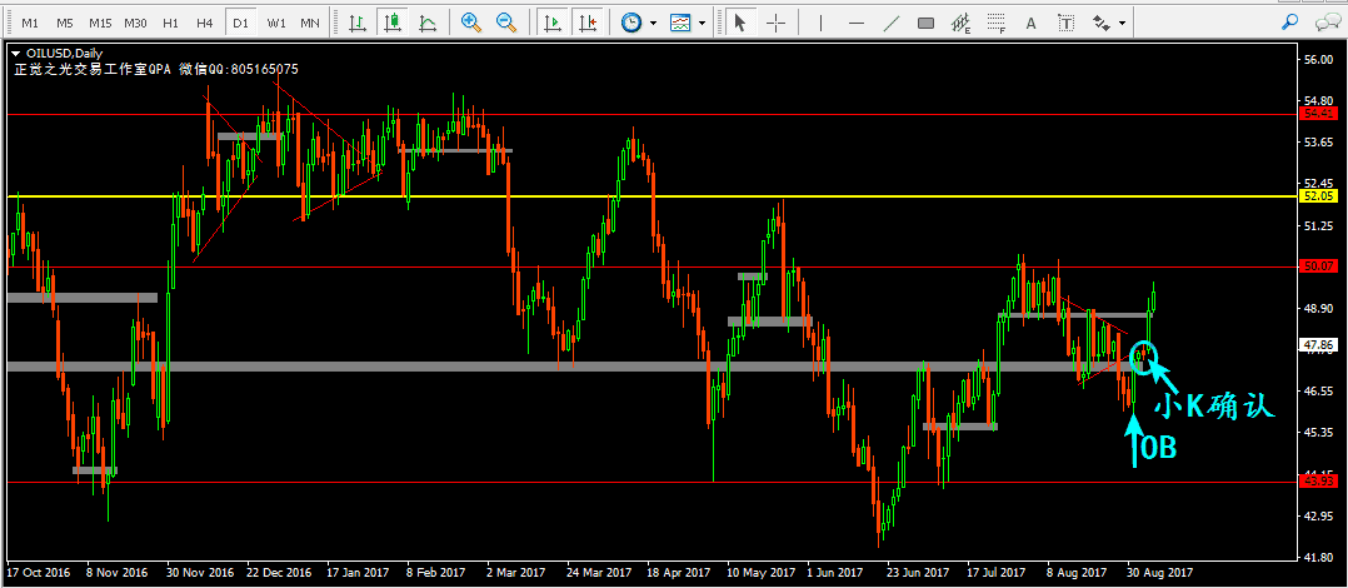 M1 M5 M15 M30 H1 H4 D1 W1 MN E F A T
OILUSD,Daily
正觉之光交易工作室QPA 微信QQ:805165075
56.00
54.80
54.41
53.65
52.45
52.05
51.25
50.07
48.90
47.86
46.55
45.35
43.93
42.95
41.80
小K确认
OB
17 Oct 2016 8 Nov 2016 30 Nov 2016 22 Dec 2016 17 Jan 2017 8 Feb 2017 2 Mar 2017 24 Mar 2017 18 Apr 2017 10 May 2017 1 Jun 2017 23 Jun 2017 17 Jul 2017 8 Aug 2017 30 Aug 2017